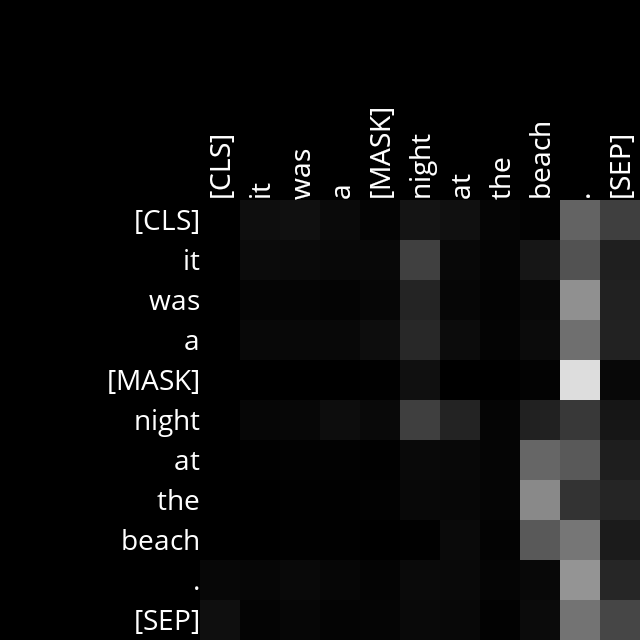 [CLS] it was a [MASK] night at the beach . [SEP]
[CLS]
it
was
a
[MASK]
night
at
the
beach
.
[SEP]